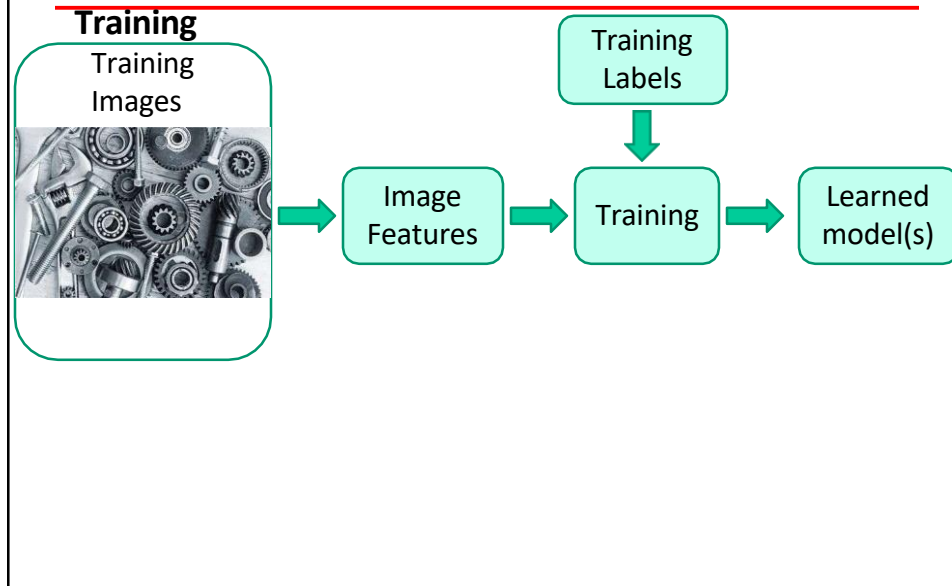 Training
Training
Images
Training
Labels
Image
Features
Training
Learned
model(s)